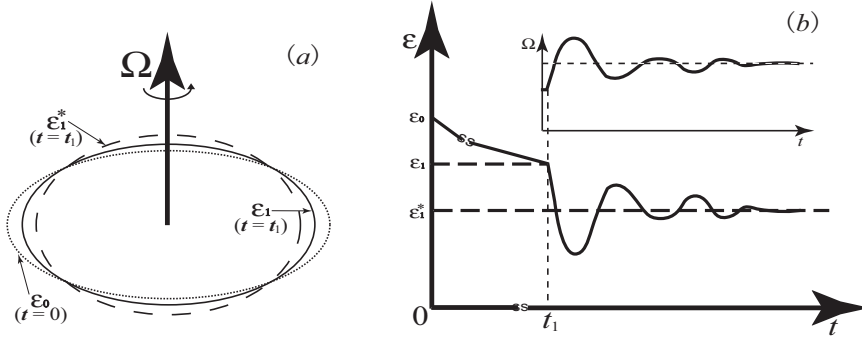 (a)
Ω
ε₁*
(t = t₁)
ε₁
(t = t₁)
ε₀
(t = 0)
(b)
ε
Ω
t
ε₀
ε₁
ε₁*
0
t₁
t